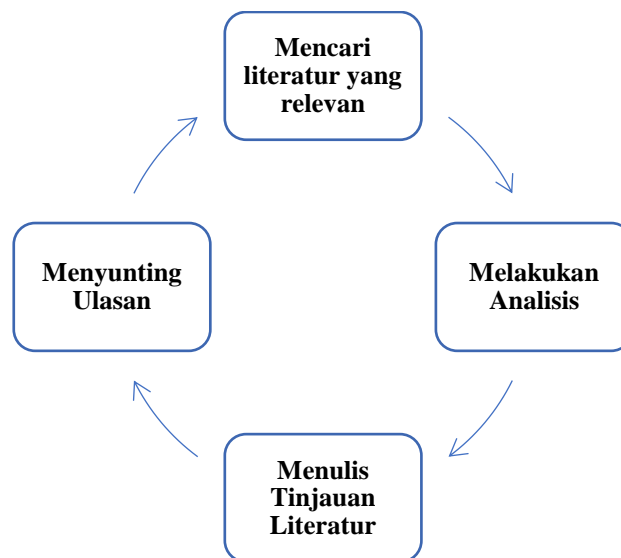 Mencari
literatur yang
relevan
Melakukan
Analisis
Menulis
Tinjauan
Literatur
Menyunting
Ulasan